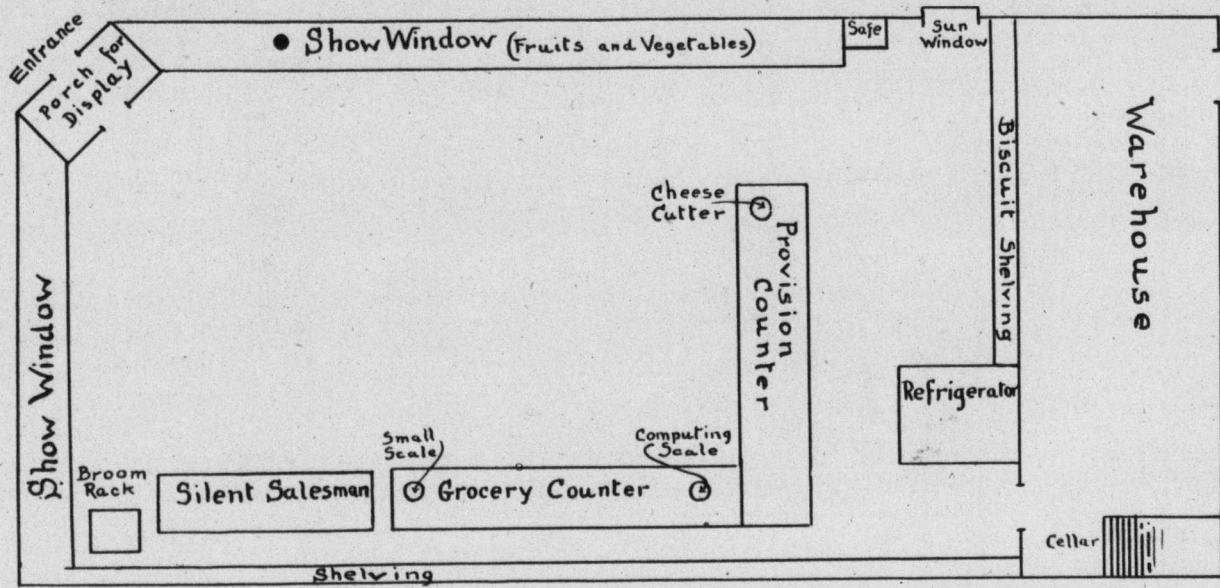 Entrance
Porch for
Display
Show Window (Fruits and Vegetables)
Safe
Sun
Window
Warehouse
Biscuit Shelving
Cheese
Cutter
Provision
Counter
Show Window
Refrigerator
Small
Scale
Computing
Scale
Broom
Rack
Silent Salesman
Grocery Counter
Cellar
Shelving